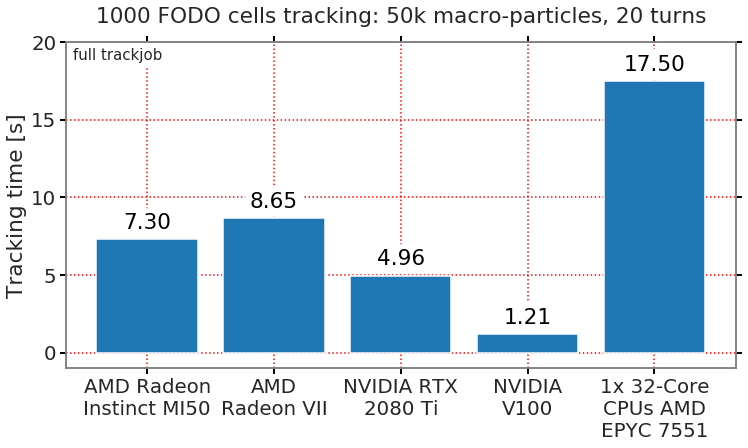 1000 FODO cells tracking: 50k macro-particles, 20 turns
full trackjob
Tracking time [s]
20
15
10
5
0
7.30
8.65
4.96
1.21
17.50
AMD Radeon
Instinct MI50
AMD
Radeon VII
NVIDIA RTX
2080 Ti
NVIDIA
V100
1x 32-Core
CPUs AMD
EPYC 7551